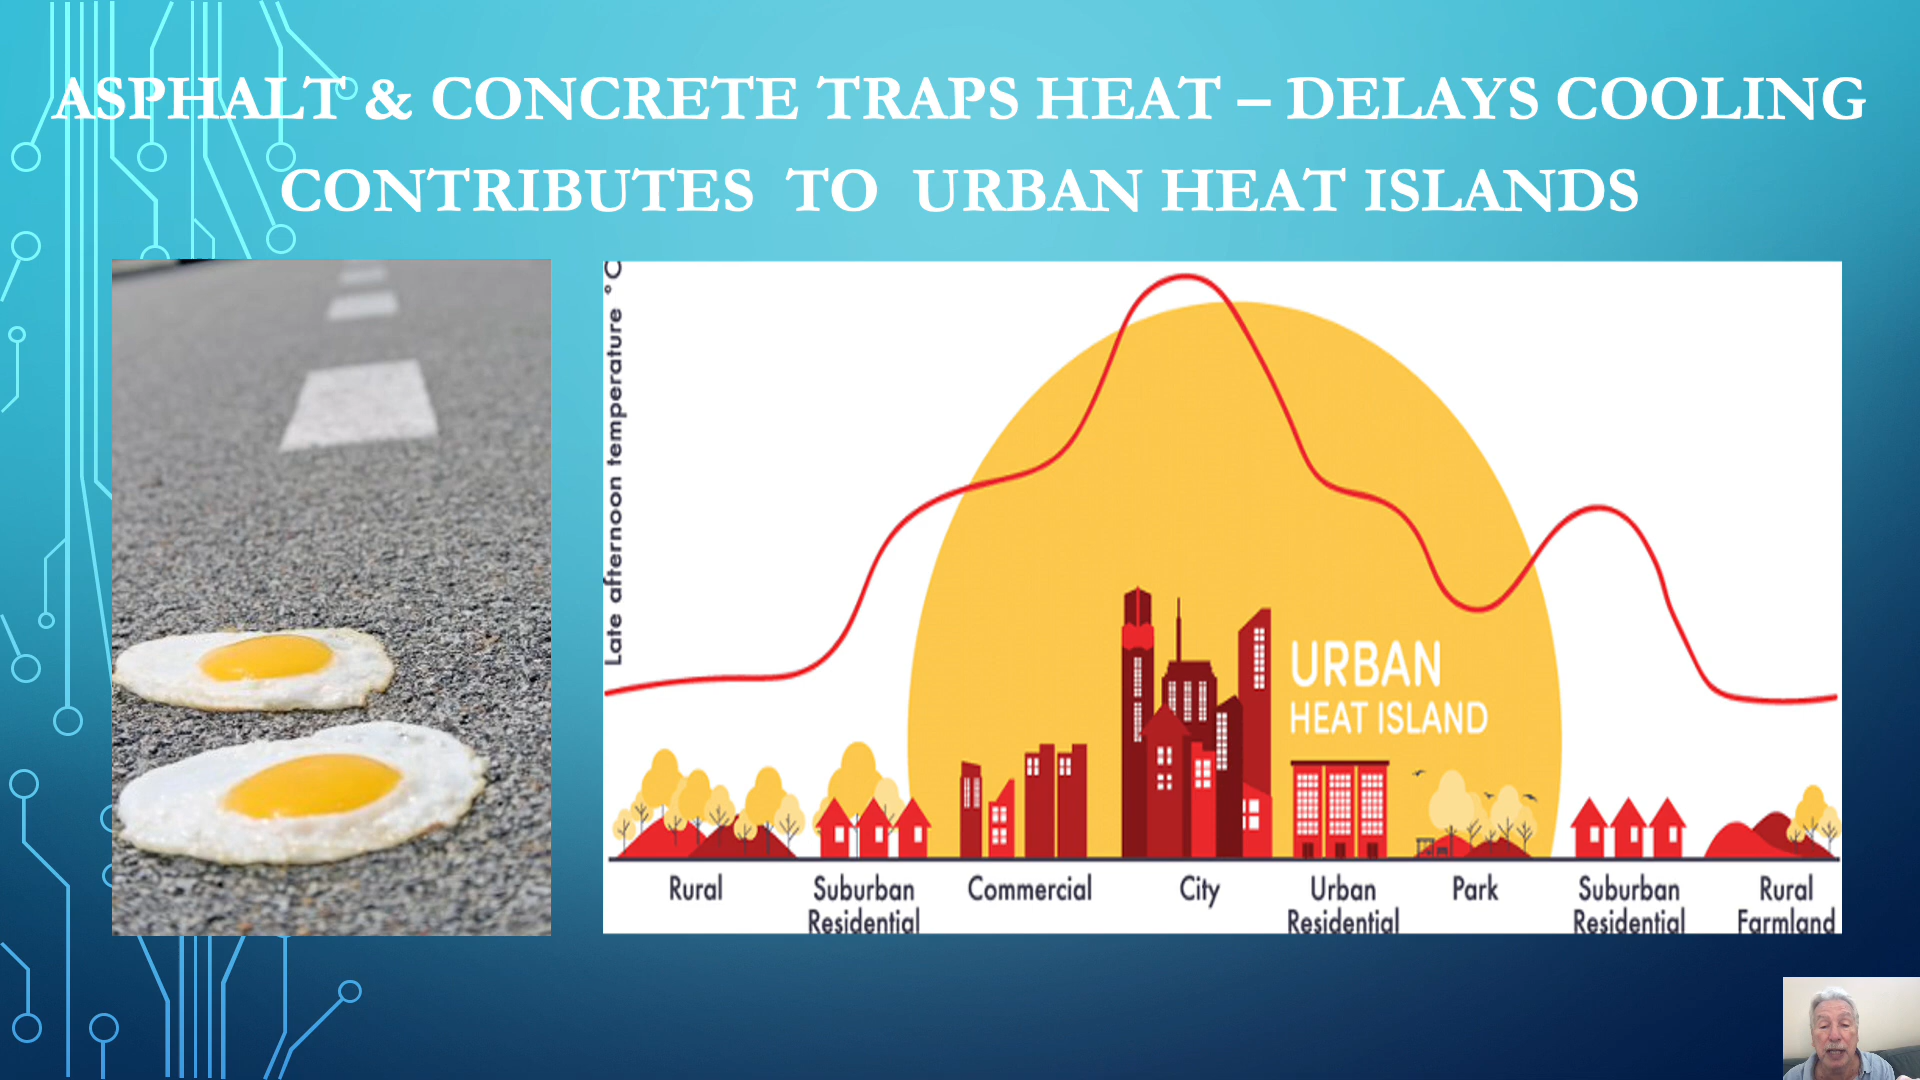 ASPHALT & CONCRETE TRAPS HEAT – DELAYS COOLING
CONTRIBUTES TO URBAN HEAT ISLANDS
Late afternoon temperature °C
URBAN
HEAT ISLAND
Rural
Suburban
Residential
Commercial
City
Urban
Residential
Park
Suburban
Residential
Rural
Farmland